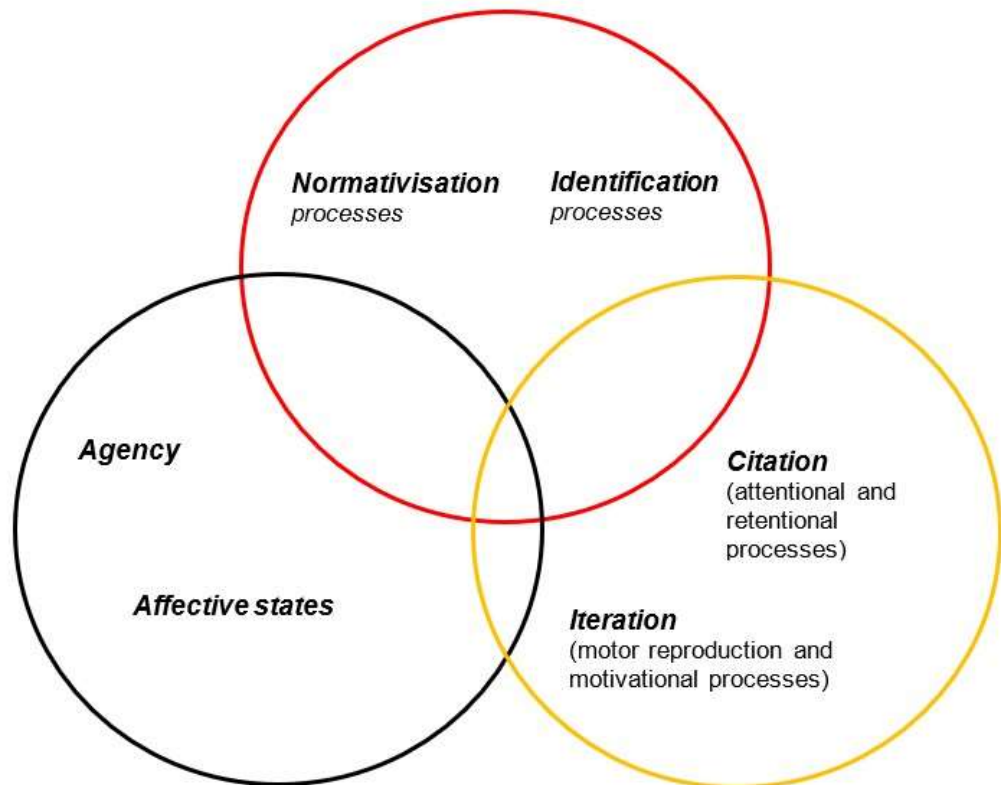 Normativisation
processes
Identification
processes
Agency
Affective states
Citation
(attentional and
retentional
processes)
Iteration
(motor reproduction and
motivational processes)